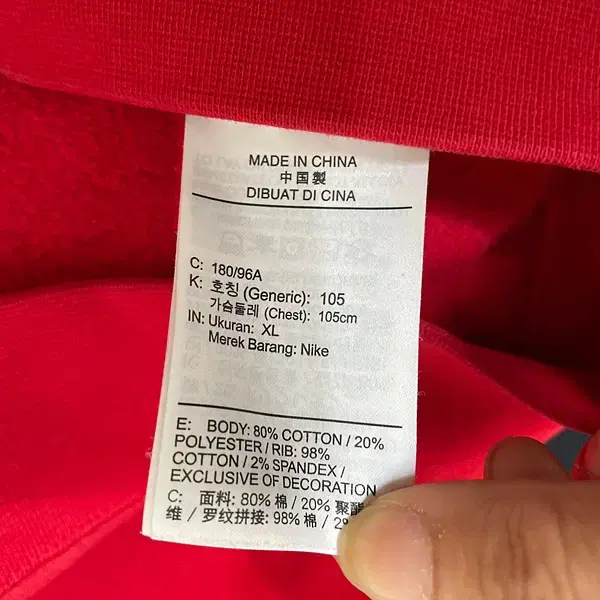 MADE IN CHINA
中国製
DIBUAT DI CINA
C: 180/96A
K: 호칭 (Generic): 105
가슴둘레 (Chest): 105cm
IN: Ukuran: XL
Merek Barang: Nike
E: BODY: 80% COTTON / 20%
POLYESTER / RIB: 98%
COTTON / 2% SPANDEX /
EXCLUSIVE OF DECORATION
C: 面料: 80% 棉 / 20% 聚酯
维 / 罗纹拼接: 98% 棉 / 2%